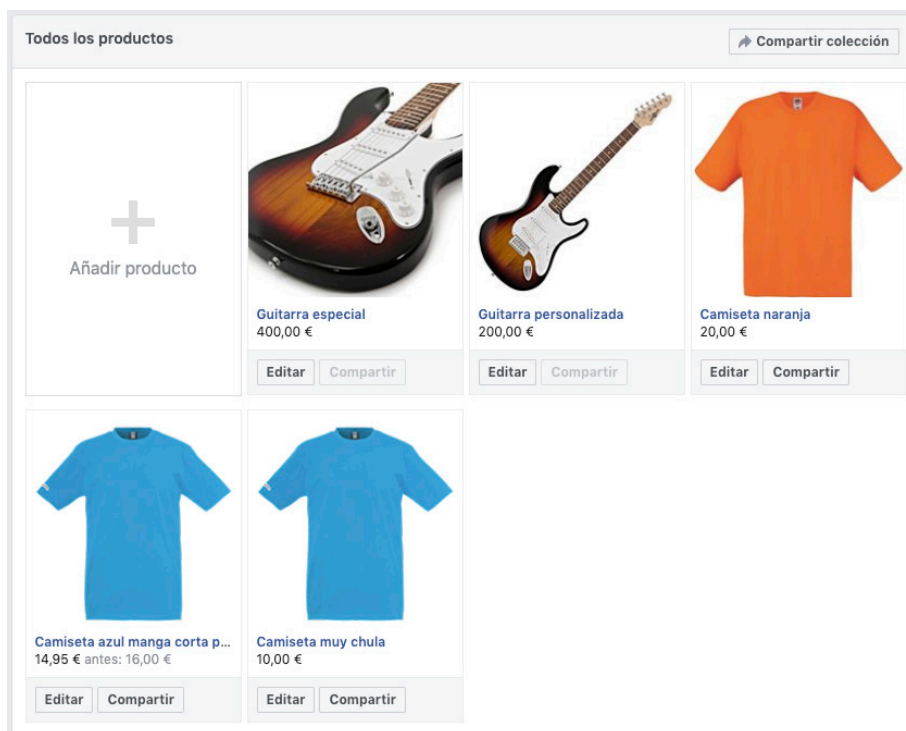 Todos los productos
Compartir colección
Añadir producto
Guitarra especial
400,00 €
Editar Compartir
Guitarra personalizada
200,00 €
Editar Compartir
Camiseta naranja
20,00 €
Editar Compartir
Camiseta azul manga corta p...
14,95 € antes: 16,00 €
Editar Compartir
Camiseta muy chula
10,00 €
Editar Compartir